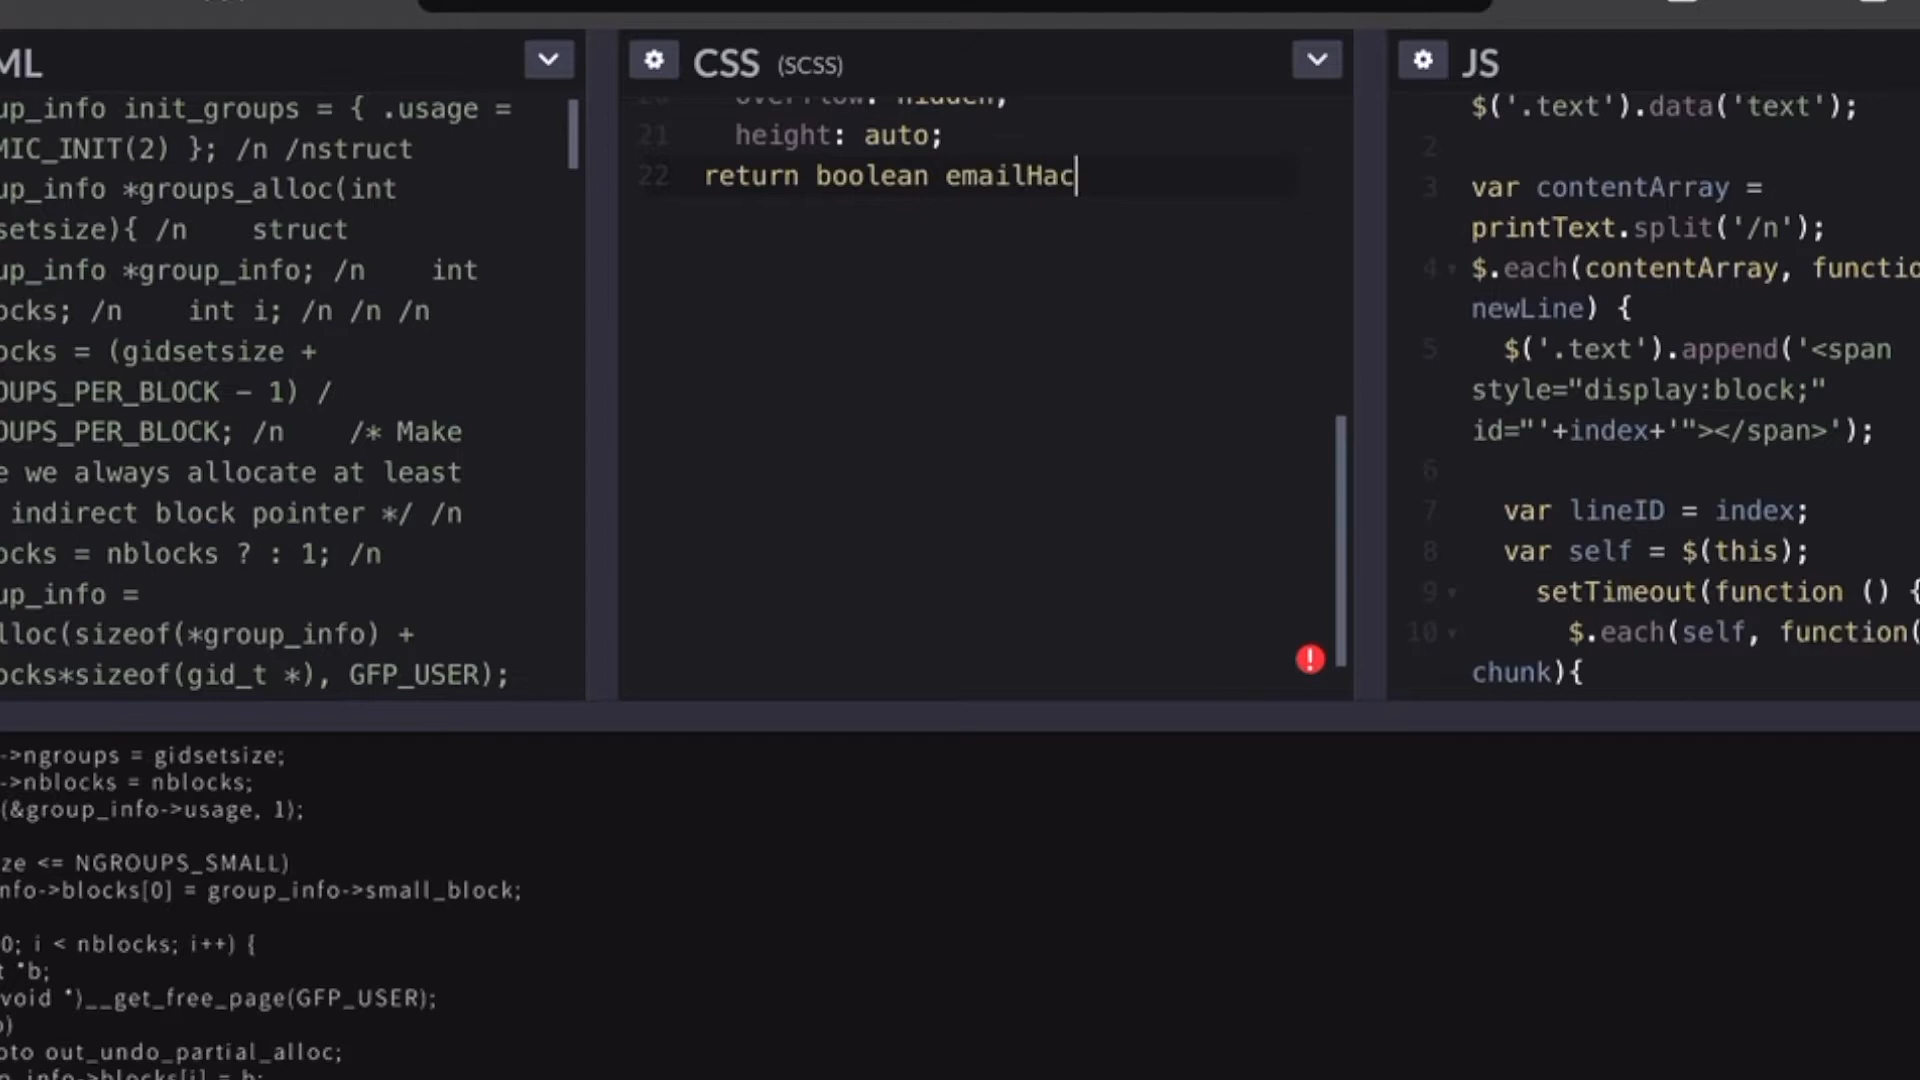 ML
up_info init_groups = { .usage =
MIC_INIT(2) }; /n /nstruct
up_info *groups_alloc(int
setsize){ /n    struct
up_info *group_info; /n    int
ocks; /n    int i; /n /n /n
ocks = (gidsetsize +
OUPS_PER_BLOCK - 1) /
OUPS_PER_BLOCK; /n    /* Make
e we always allocate at least
indirect block pointer */ /n
ocks = nblocks ? : 1; /n
up_info =
lloc(sizeof(*group_info) +
ocks*sizeof(gid_t *), GFP_USER);
CSS (SCSS)
20 overflow: hidden;
21 height: auto;
22 return boolean emailHac
JS
$('.text').data('text');
2
3 var contentArray =
printText.split('/n');
4 $.each(contentArray, functio
newLine) {
5 $('.text').append('<span
style="display:block;"
id="'+index+'"></span>');
6
7 var lineID = index;
8 var self = $(this);
9 setTimeout(function () {
10 $.each(self, function(
chunk){
->ngroups = gidsetsize;
->nblocks = nblocks;
(&group_info->usage, 1);
ze <= NGROUPS_SMALL)
nfo->blocks[0] = group_info->small_block;
0; i < nblocks; i++) {
t *b;
void *)__get_free_page(GFP_USER);
)
oto out_undo_partial_alloc;
p_info->blocks[i] = b;